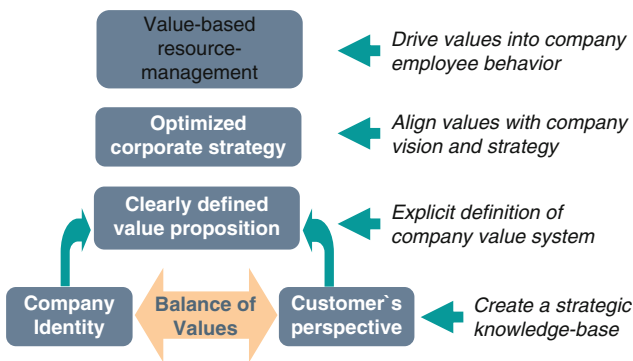 Value-based
resource-
management
Drive values into company
employee behavior
Optimized
corporate strategy
Align values with company
vision and strategy
Clearly defined
value proposition
Explicit definition of
company value system
Company
Identity
Balance of
Values
Customer`s
perspective
Create a strategic
knowledge-base